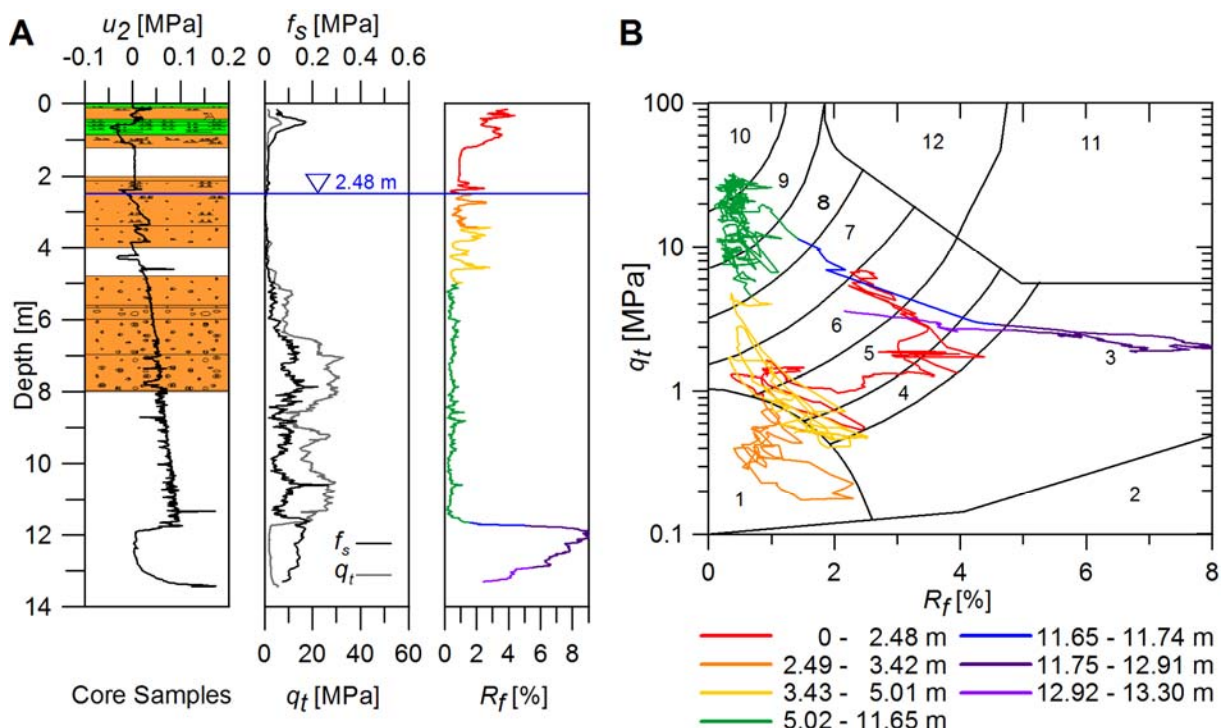 A
u2 [MPa]
-0.1 0 0.1 0.2
fs [MPa]
0 0.2 0.4 0.6
Depth [m]
0
2
4
6
8
10
12
14
2.48 m
fs
qt
0 20 40 60
0 2 4 6 8
Core Samples
qt [MPa]
Rf [%]
B
qt [MPa]
100
10
1
0.1
10
9
8
7
6
5
4
3
2
1
12
11
0 2 4 6 8
Rf [%]
0 - 2.48 m
2.49 - 3.42 m
3.43 - 5.01 m
5.02 - 11.65 m
11.65 - 11.74 m
11.75 - 12.91 m
12.92 - 13.30 m